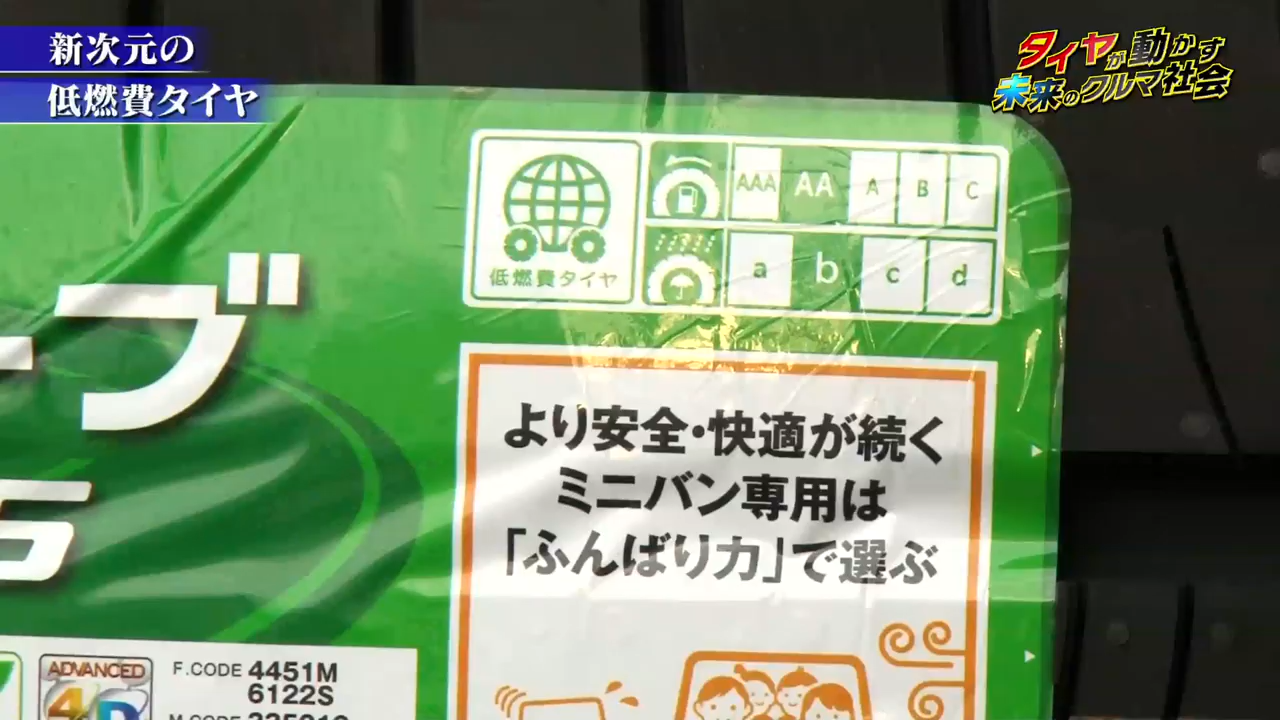 新次元の
低燃費タイヤ
タイヤが動かす
未来のクルマ社会
AAA AA A B C
a b c d
低燃費タイヤ
ーブ
より安全・快適が続く
ミニバン専用は
「ふんばり力」で選ぶ
ADVANCED
4/D
F.CODE 4451M
6122S